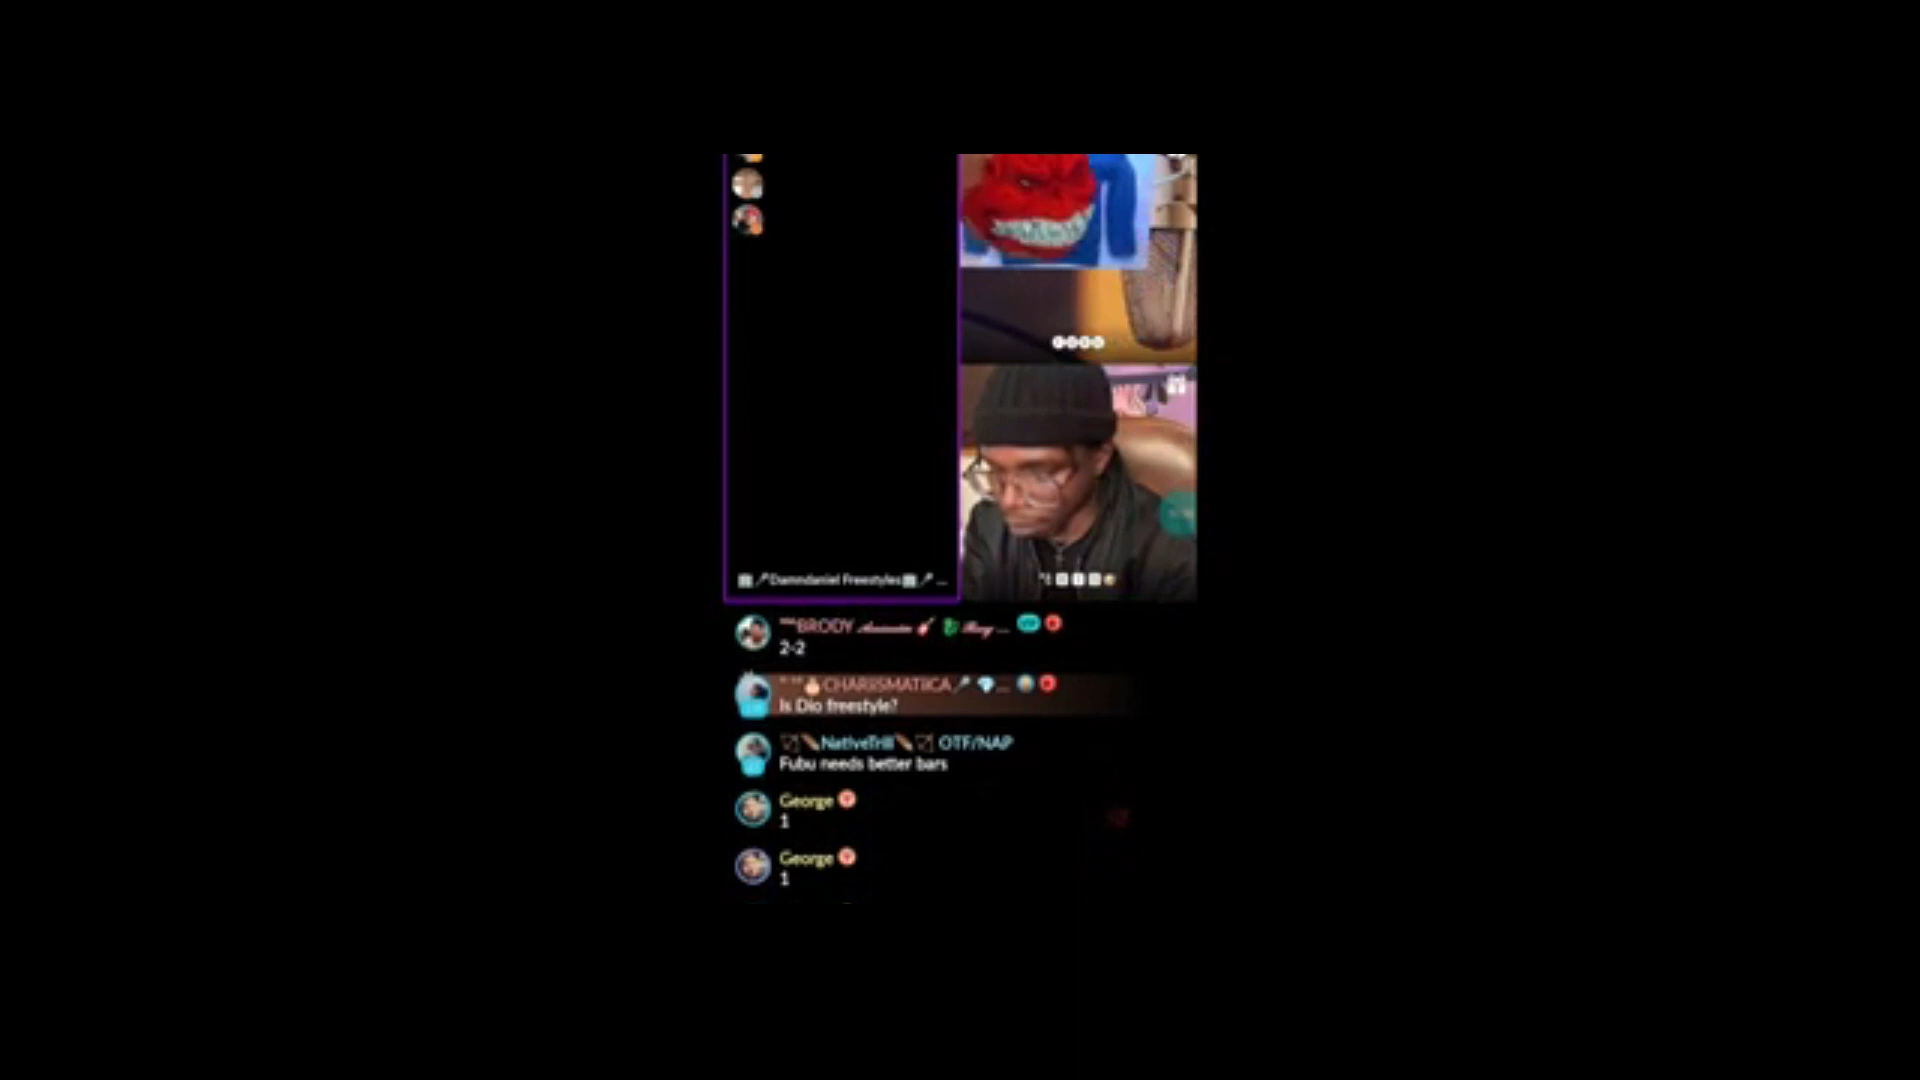 Damndaniel Freestyles ...
BRODY ...
2-2
CHARISMATICA ...
Is Dio freestyle?
NativeTrill OTF/NAP
Fubu needs better bars
George
1
George
1